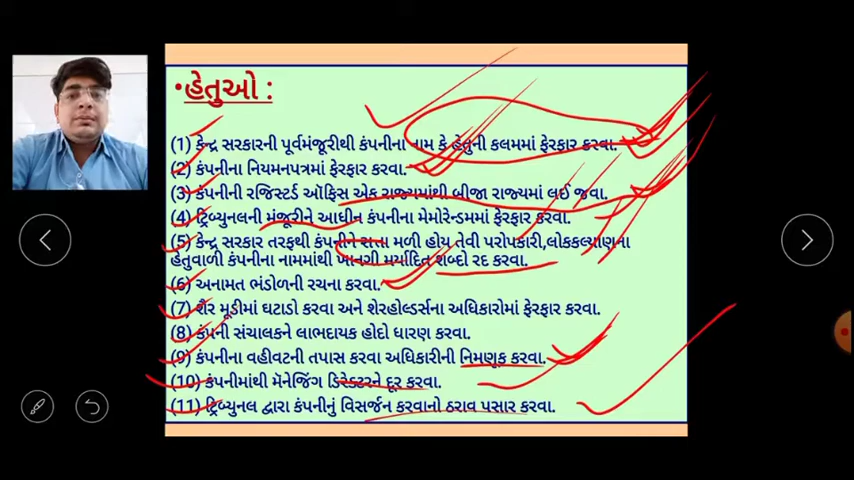 •હેતુઓ :
(1) કેન્દ્ર સરકારની પૂર્વમંજૂરીથી કંપનીના નામ કે હેતુની કલમમાં ફેરફાર કરવા.
(2) કંપનીના નિયમનપત્રમાં ફેરફાર કરવા.
(3) કંપનીની રજિસ્ટર્ડ ઑફિસ એક રાજ્યમાંથી બીજા રાજ્યમાં લઈ જવા.
(4) ટ્રિબ્યુનલની મંજૂરીને આધીન કંપનીના મેમોરેન્ડમમાં ફેરફાર કરવા.
(5) કેન્દ્ર સરકાર તરફથી કંપનીને સત્તા મળી હોય તેવી પરોપકારી,લોકકલ્યાણના
હેતુવાળી કંપનીના નામમાંથી ખાનગી મર્યાદિત શબ્દો રદ કરવા.
(6) અનામત ભંડોળની રચના કરવા.
(7) શૅર મૂડીમાં ઘટાડો કરવા અને શેરહોલ્ડર્સના અધિકારોમાં ફેરફાર કરવા.
(8) કંપની સંચાલકને લાભદાયક હોદો ધારણ કરવા.
(9) કંપનીના વહીવટની તપાસ કરવા અધિકારીની નિમણૂક કરવા.
(10) કંપનીમાંથી મૅનેજિંગ ડિરેક્ટરને દૂર કરવા.
(11) ટ્રિબ્યુનલ દ્વારા કંપનીનું વિસર્જન કરવાનો ઠરાવ પસાર કરવા.